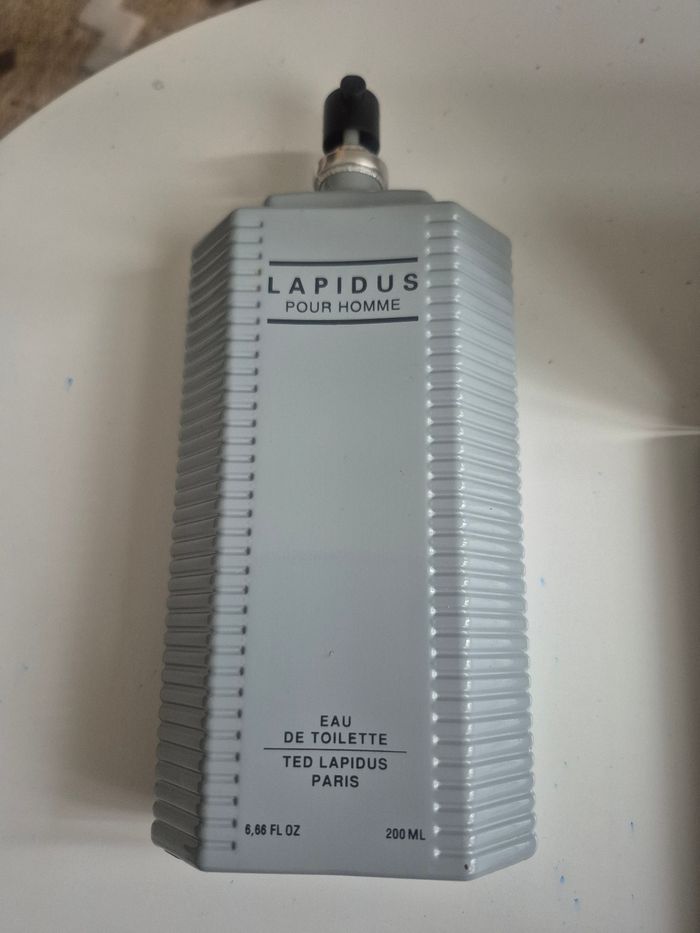 LAPIDUS
POUR HOMME
EAU
DE TOILETTE
TED LAPIDUS
PARIS
6,66 FL OZ 200 ML